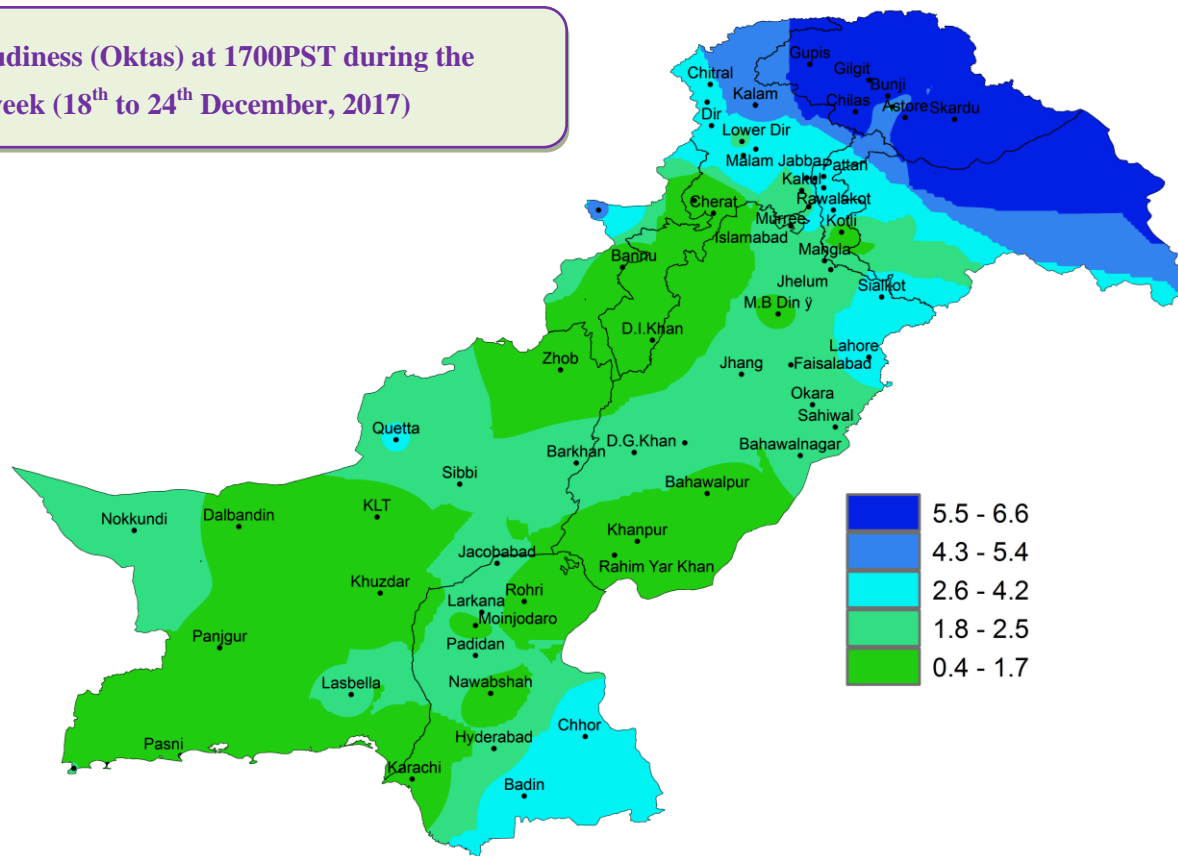 udiness (Oktas) at 1700PST during the
veek (18th to 24th December, 2017)
Gupis
Gilgit
Chitral
Bunji
Kalam
Chilas
Astore
Skardu
Dir
Lower Dir
Malam
Jabba
Pattan
Kakul
Cherat
Rawalakot
Murree
Kotli
Islamabad
Bannu
Mangla
Jhelum
Sialkot
M.B Din ÿ
D.I.Khan
Lahore
Zhob
Jhang
Faisalabad
Okara
Sahiwal
Quetta
Barkhan
D.G.Khan
Bahawalnagar
Sibbi
Bahawalpur
Nokkundi
Dalbandin
KLT
Khanpur
Jacobabad
Rahim Yar Khan
Khuzdar
Rohri
Larkana
Moinjodaro
Panjgur
Padidan
Lasbella
Nawabshah
Chhor
Pasni
Hyderabad
Karachi
Badin
5.5 - 6.6
4.3 - 5.4
2.6 - 4.2
1.8 - 2.5
0.4 - 1.7